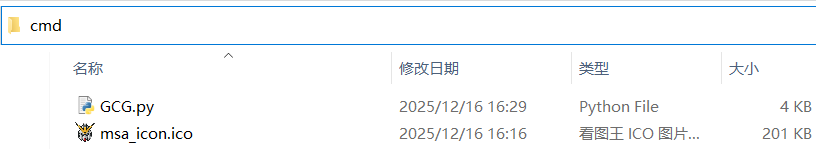 cmd
名称 修改日期 类型 大小
GCG.py 2025/12/16 16:29 Python File 4 KB
msa_icon.ico 2025/12/16 16:16 看图王 ICO 图片... 201 KB